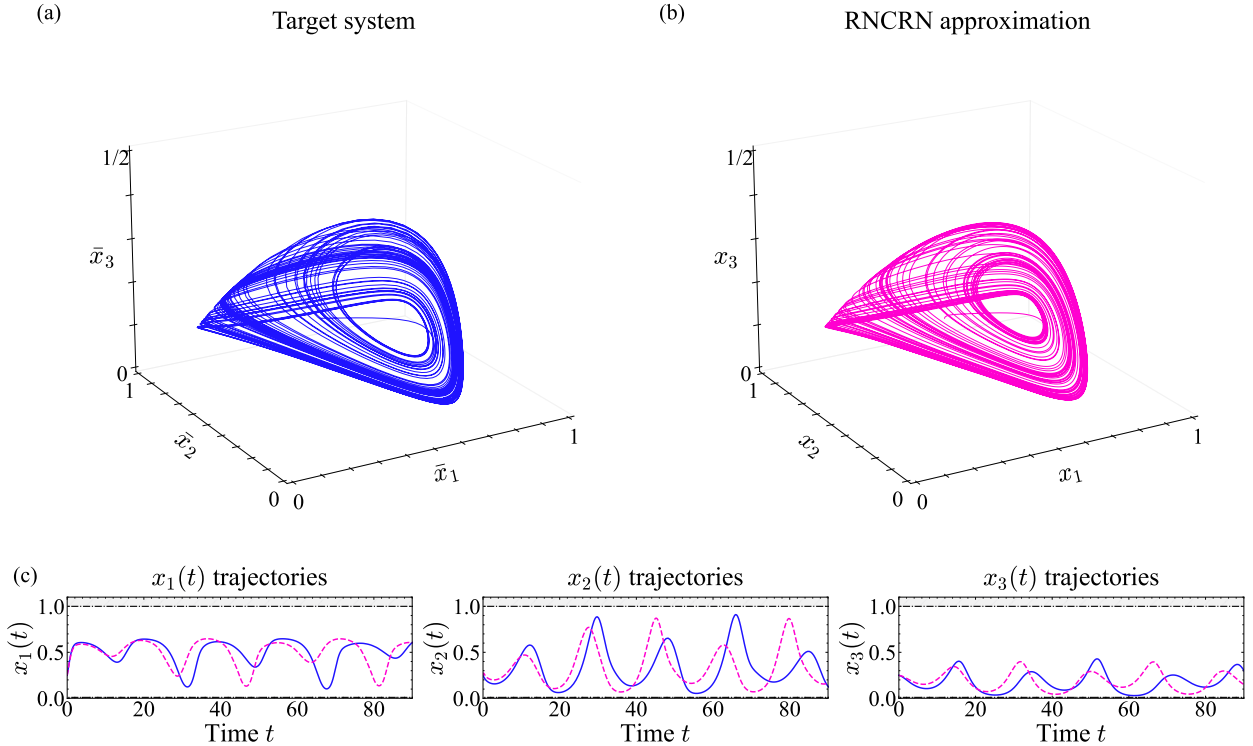 (a)
Target system
1/2
x̄₃
0
1
x̄₂
0
0
x̄₁
1
(b)
RNCRN approximation
1/2
x₃
0
1
x₂
0
0
x₁
1
(c)
x₁(t) trajectories
x₁(t)
1.0
0.5
0.0
0 20 40 60 80
Time t
x₂(t) trajectories
x₂(t)
1.0
0.5
0.0
0 20 40 60 80
Time t
x₃(t) trajectories
x₃(t)
1.0
0.5
0.0
0 20 40 60 80
Time t